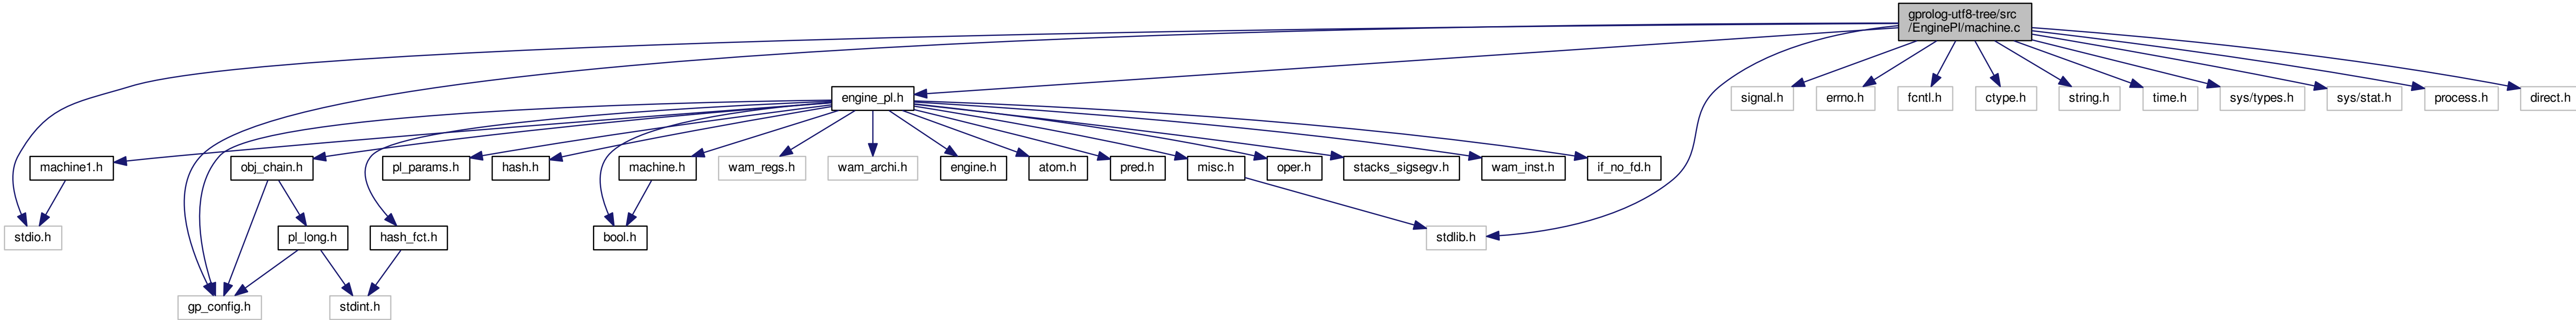 gprolog-utf8-tree/src
/EnginePl/machine.c
engine_pl.h
signal.h
errno.h
fcntl.h
ctype.h
string.h
time.h
sys/types.h
sys/stat.h
process.h
direct.h
machine1.h
obj_chain.h
pl_params.h
hash.h
machine.h
wam_regs.h
wam_archi.h
engine.h
atom.h
pred.h
misc.h
oper.h
stacks_sigsegv.h
wam_inst.h
if_no_fd.h
stdio.h
pl_long.h
hash_fct.h
bool.h
stdlib.h
gp_config.h
stdint.h